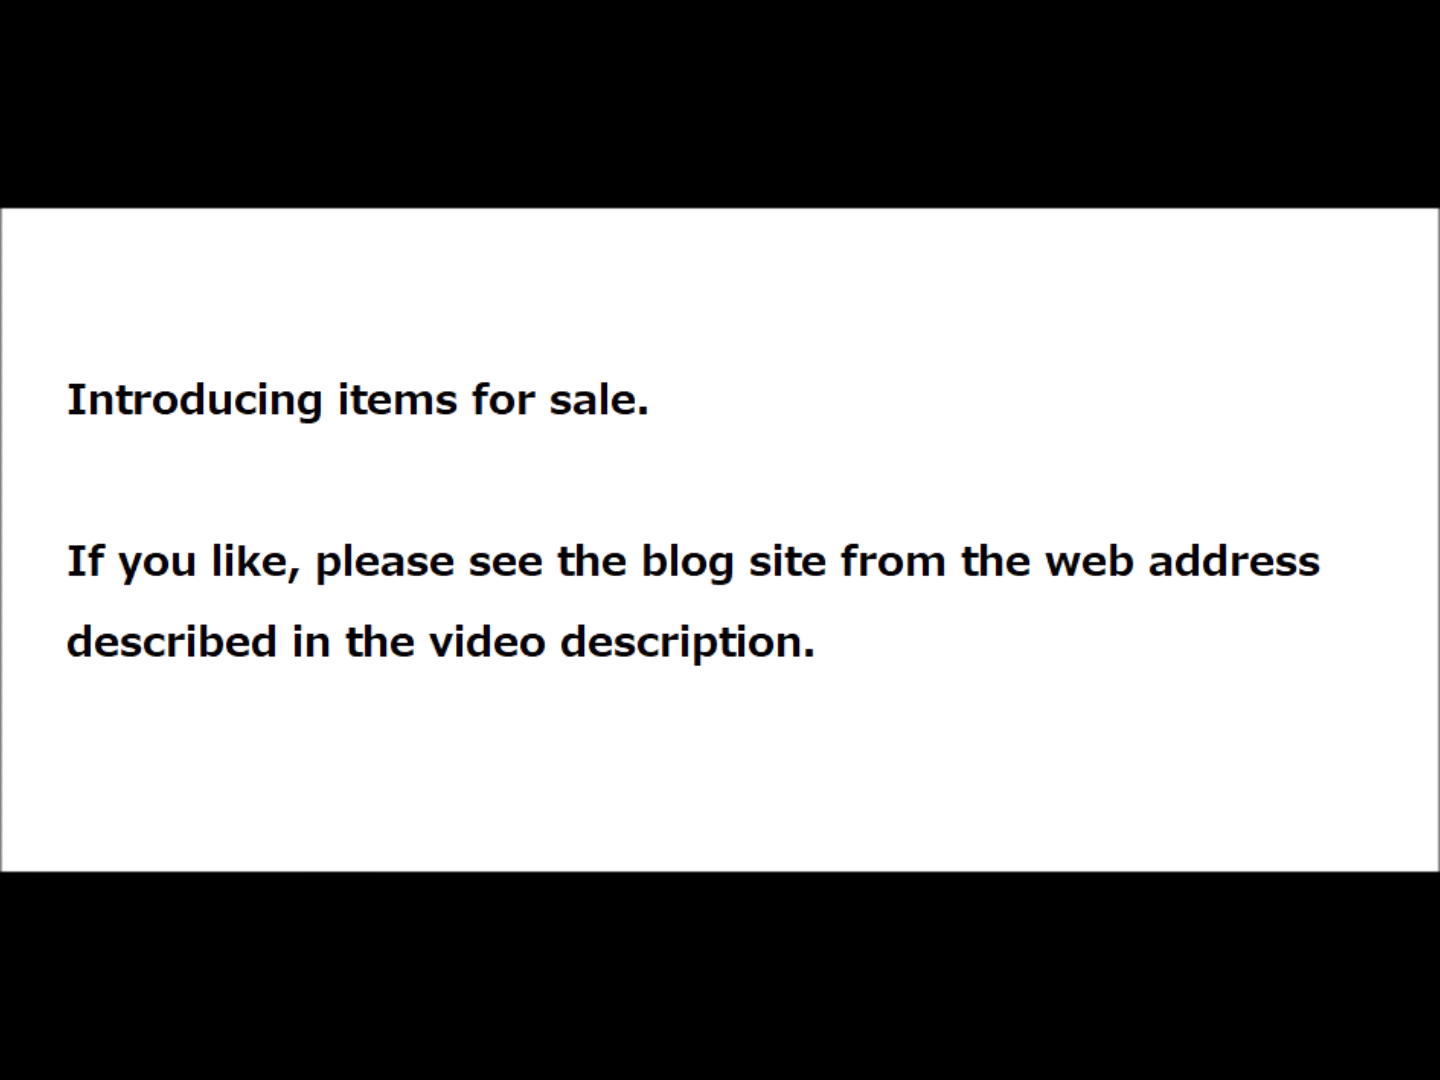 Introducing items for sale.
If you like, please see the blog site from the web address
described in the video description.